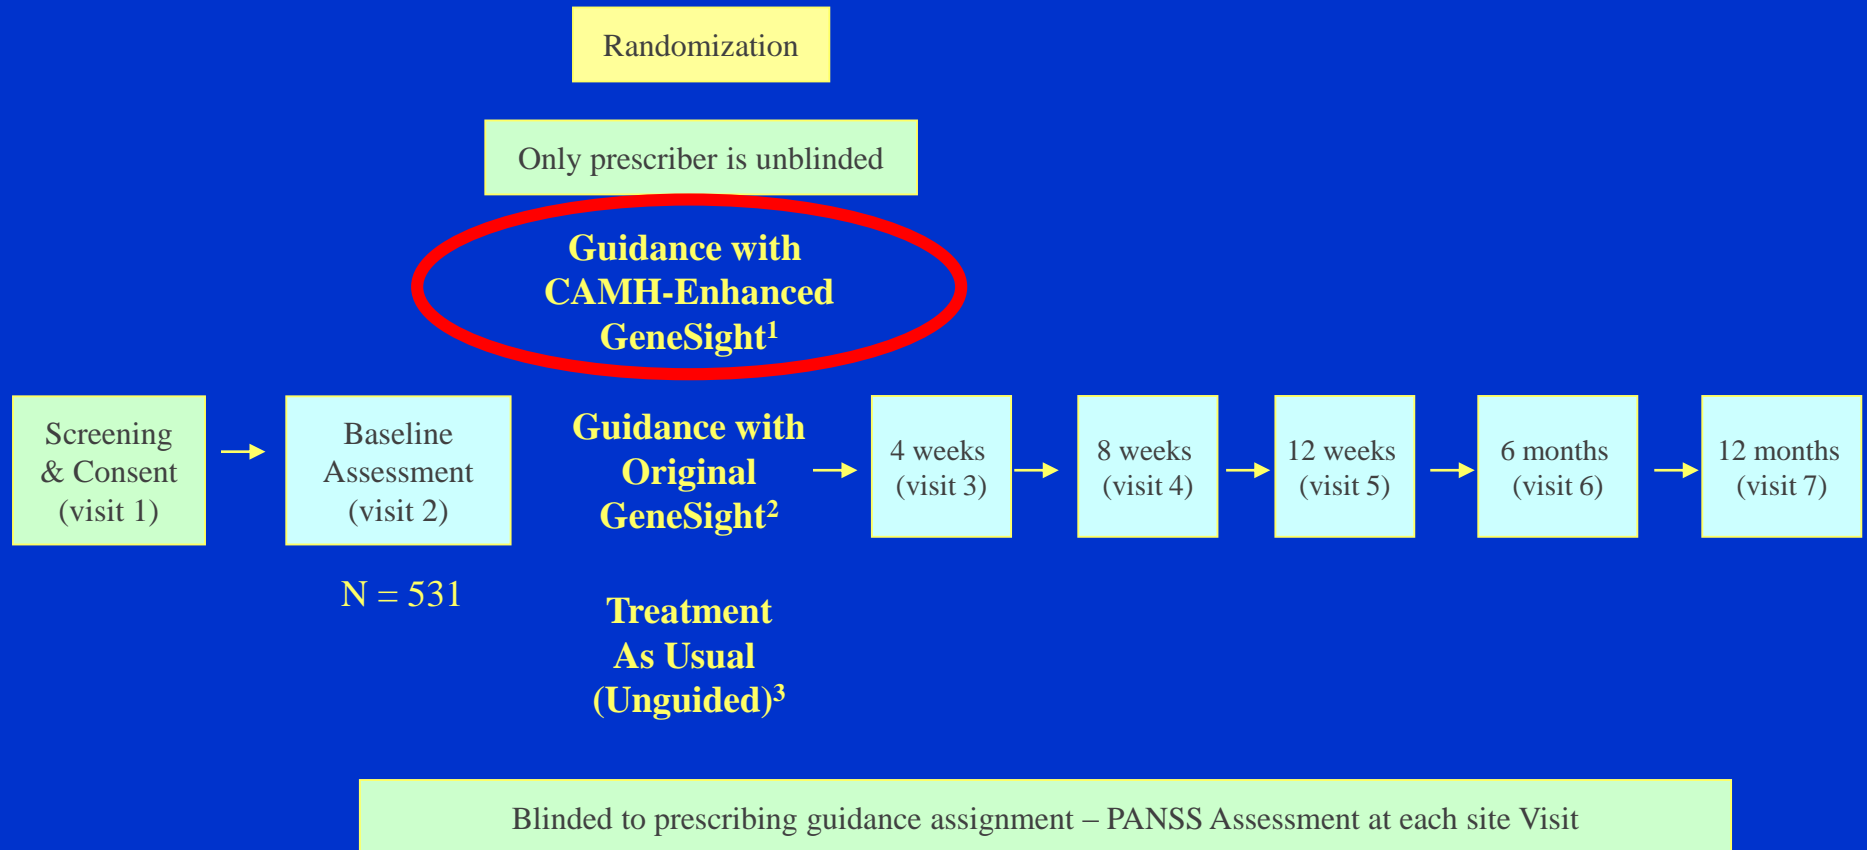 Randomization
Only prescriber is unblinded
Guidance with
CAMH-Enhanced
GeneSight¹
Screening
& Consent
(visit 1)
Baseline
Assessment
(visit 2)
N = 531
Guidance with
Original
GeneSight²
Treatment
As Usual
(Unguided)³
4 weeks
(visit 3)
8 weeks
(visit 4)
12 weeks
(visit 5)
6 months
(visit 6)
12 months
(visit 7)
Blinded to prescribing guidance assignment – PANSS Assessment at each site Visit